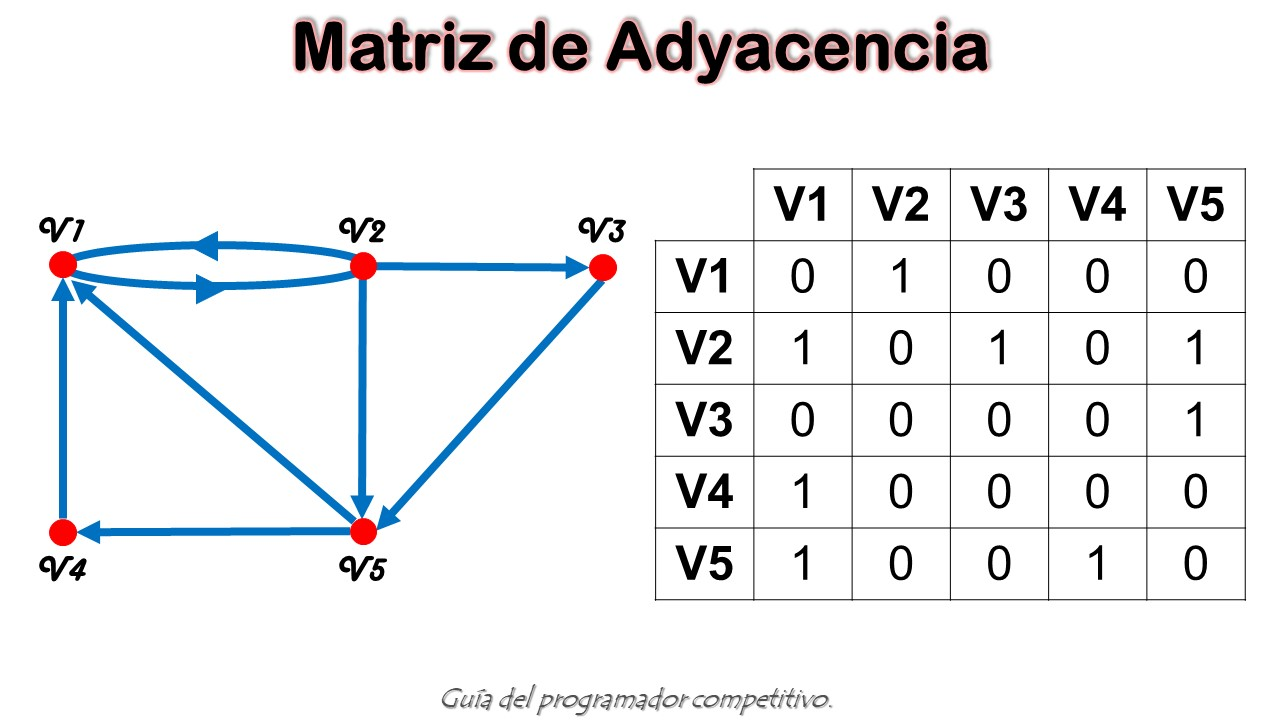 Matriz de Adyacencia
V1 V2 V3
V4 V5
V1 V2 V3 V4 V5
V1 0 1 0 0 0
V2 1 0 1 0 1
V3 0 0 0 0 1
V4 1 0 0 0 0
V5 1 0 0 1 0
Guía del programador competitivo.